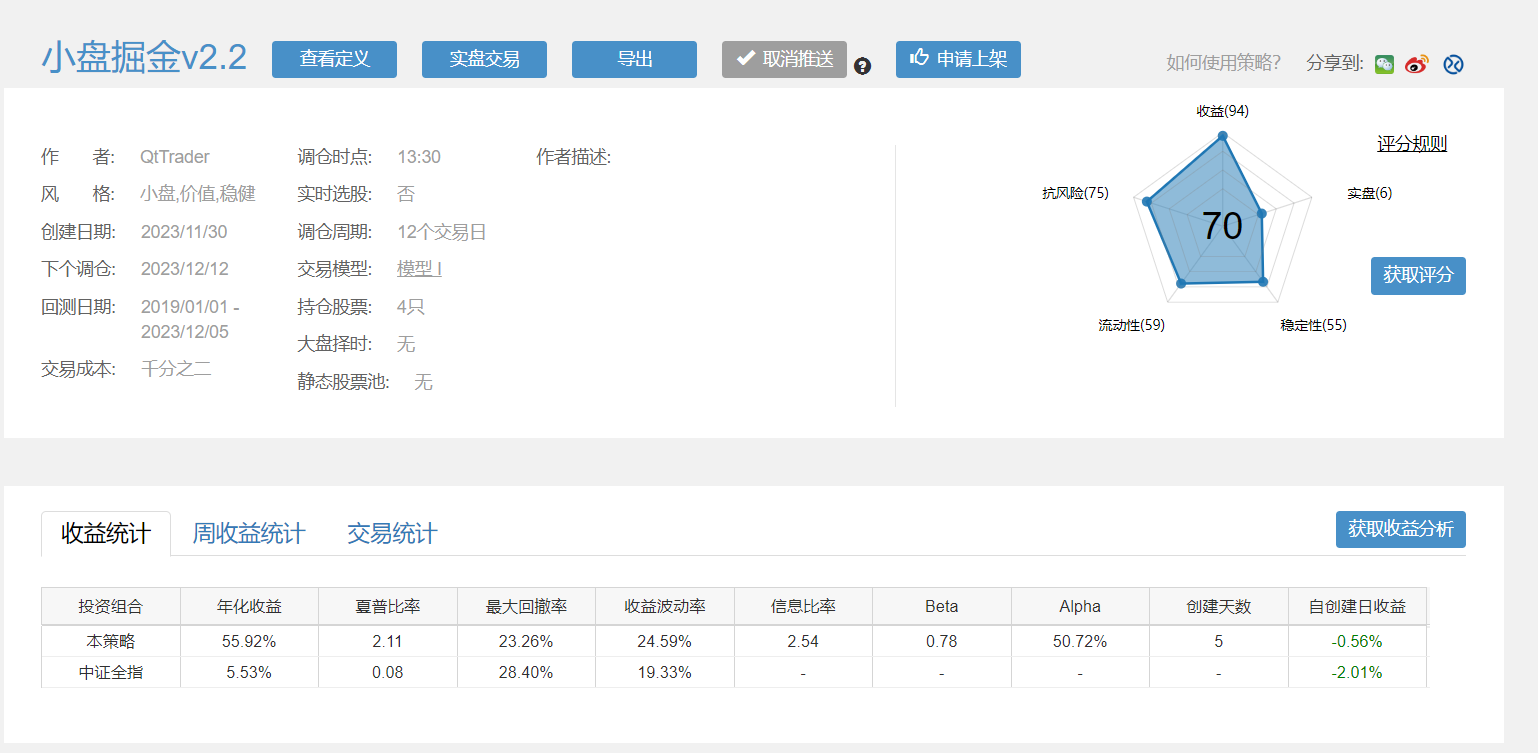 小盘掘金v2.2 查看定义 实盘交易 导出 取消推送 ? 申请上架 如何使用策略? 分享到:
作 者: QtTrader 调仓时点: 13:30 作者描述:
风 格: 小盘,价值,稳健 实时选股: 否
创建日期: 2023/11/30 调仓周期: 12个交易日
下个调仓: 2023/12/12 交易模型: 模型 I
回测日期: 2019/01/01 - 持仓股票: 4只
2023/12/05
大盘择时: 无
交易成本: 千分之二
静态股票池: 无
收益(94)
评分规则
抗风险(75) 实盘(6)
70
获取评分
流动性(59) 稳定性(55)
收益统计 周收益统计 交易统计 获取收益分析
投资组合 年化收益 夏普比率 最大回撤率 收益波动率 信息比率 Beta Alpha 创建天数 自创建日收益
本策略 55.92% 2.11 23.26% 24.59% 2.54 0.78 50.72% 5 -0.56%
中证全指 5.53% 0.08 28.40% 19.33% - - - - -2.01%